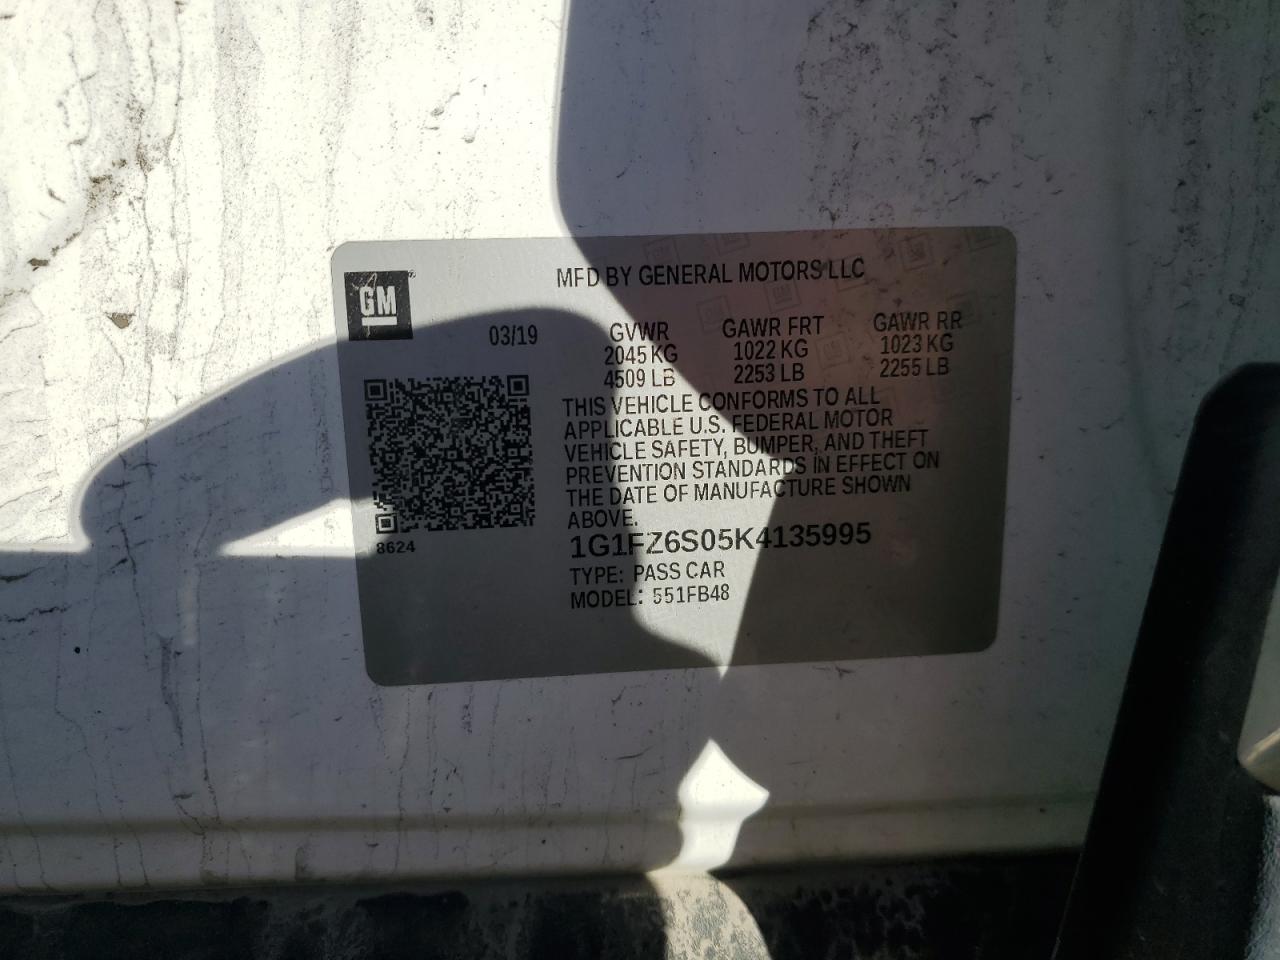 MFD BY GENERAL MOTORS LLC
GM®
03/19 GVWR GAWR FRT GAWR RR
2045 KG 1022 KG 1023 KG
4509 LB 2253 LB 2255 LB
THIS VEHICLE CONFORMS TO ALL
APPLICABLE U.S. FEDERAL MOTOR
VEHICLE SAFETY, BUMPER, AND THEFT
PREVENTION STANDARDS IN EFFECT ON
THE DATE OF MANUFACTURE SHOWN
ABOVE.
8624
1G1FZ6S05K4135995
TYPE: PASS CAR
MODEL: 551FB48